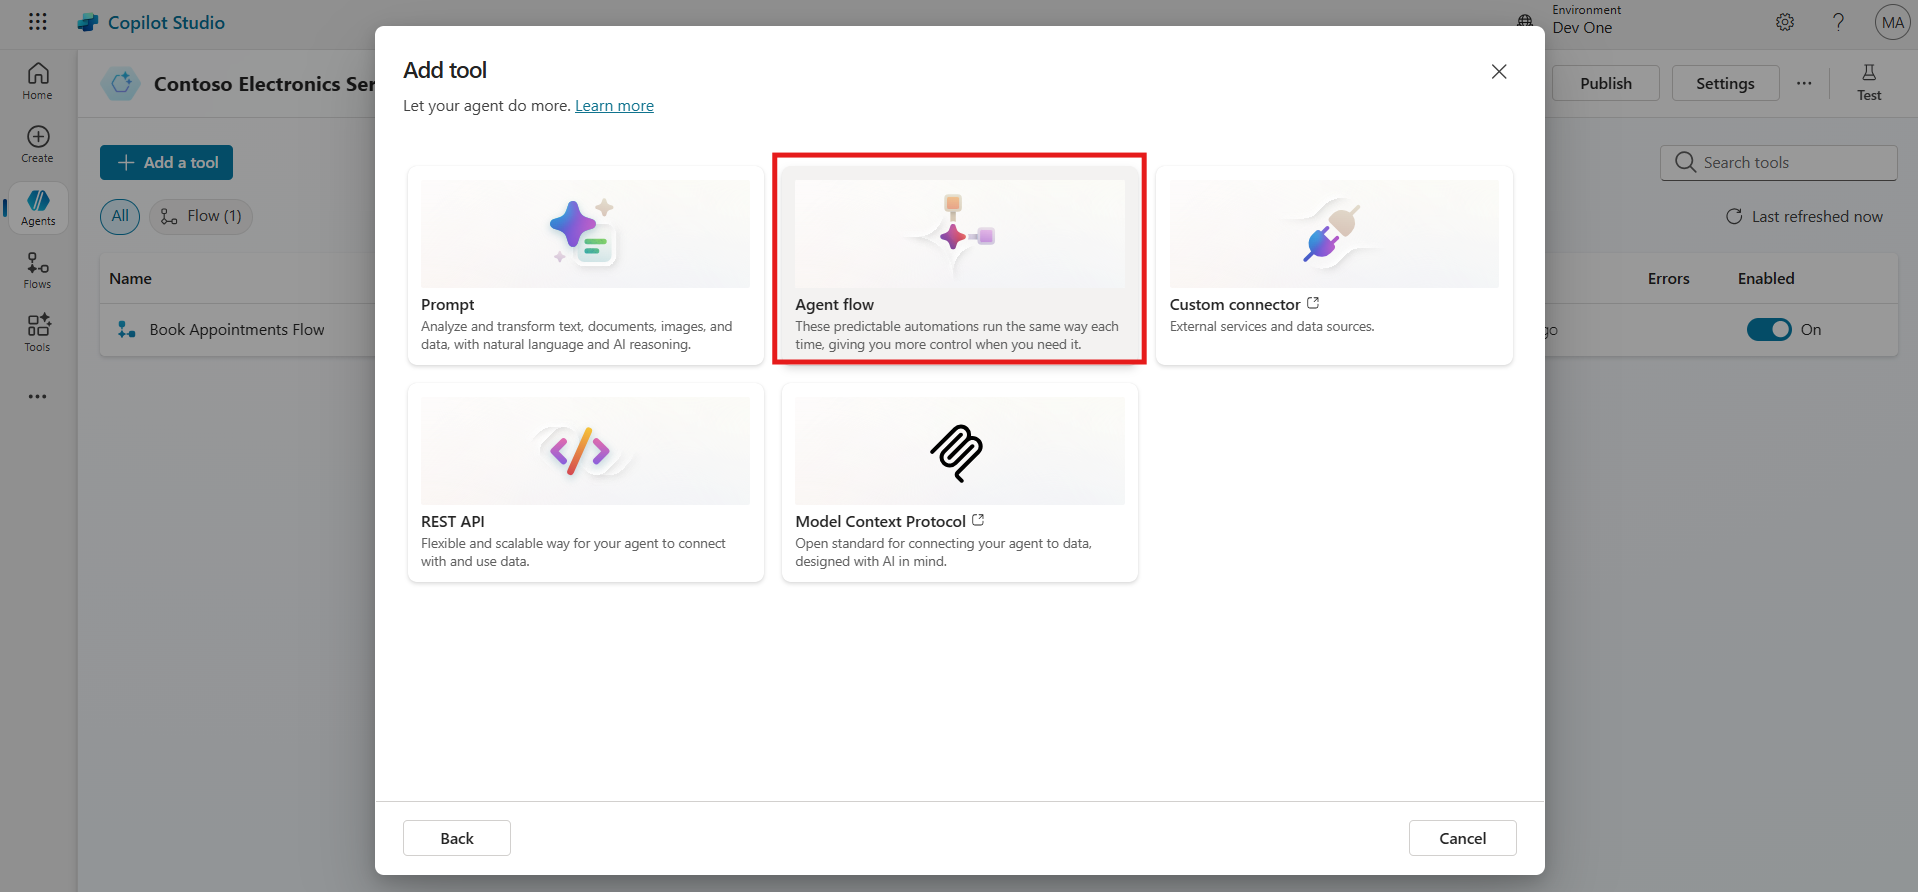 Copilot Studio
Environment
Dev One
MA
Home
Create
Agents
Flows
Tools
Contoso Electronics Ser
Publish
Settings
Test
Add a tool
Search tools
All
Flow (1)
Last refreshed now
Name
Errors
Enabled
Book Appointments Flow
go
On
Add tool
Let your agent do more. Learn more
Prompt
Analyze and transform text, documents, images, and
data, with natural language and AI reasoning.
Agent flow
These predictable automations run the same way each
time, giving you more control when you need it.
Custom connector
External services and data sources.
REST API
Flexible and scalable way for your agent to connect
with and use data.
Model Context Protocol
Open standard for connecting your agent to data,
designed with AI in mind.
Back
Cancel